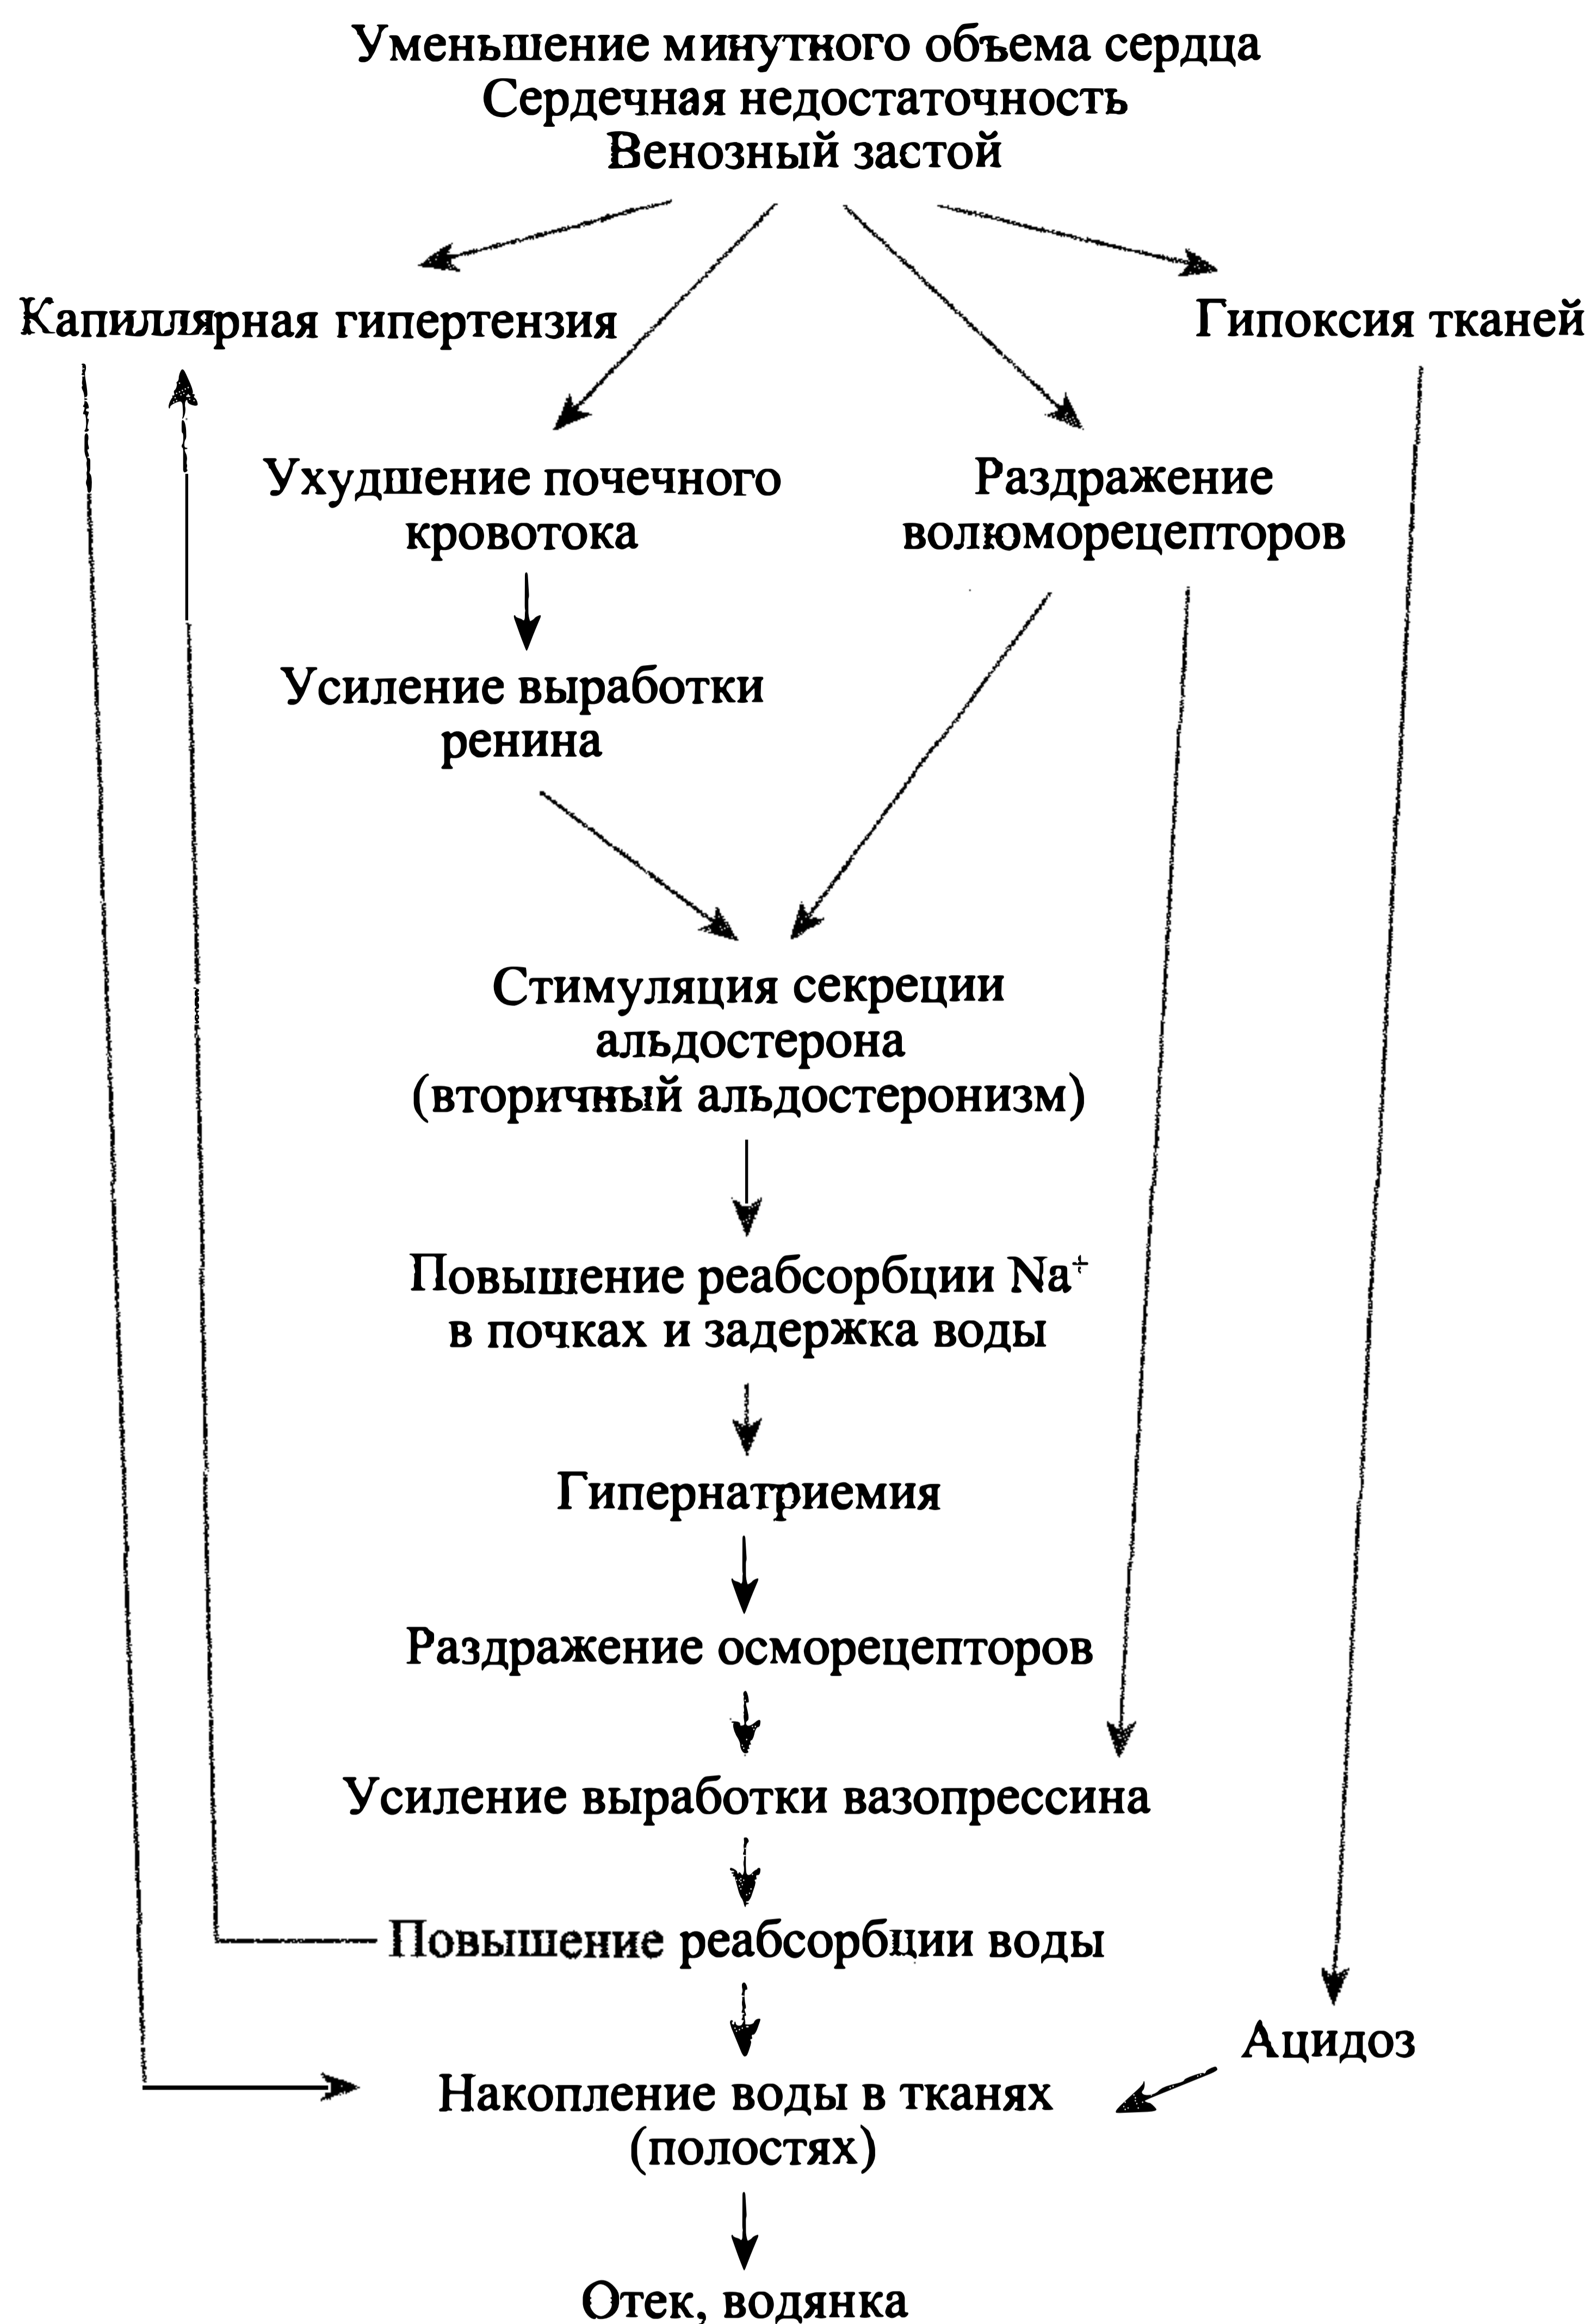 Уменьшение минутного объема сердца
Сердечная недостаточность
Венозный застой
Капиллярная гипертензия
Гипоксия тканей
Ухудшение почечного
кровотока
Раздражение
волюморецепторов
Усиление выработки
ренина
Стимуляция секреции
альдостерона
(вторичный альдостеронизм)
Повышение реабсорбции Na⁺
в почках и задержка воды
Гипернатриемия
Раздражение осморецепторов
Усиление выработки вазопрессина
Повышение реабсорбции воды
Ацидоз
Накопление воды в тканях
(полостях)
Отек, водянка